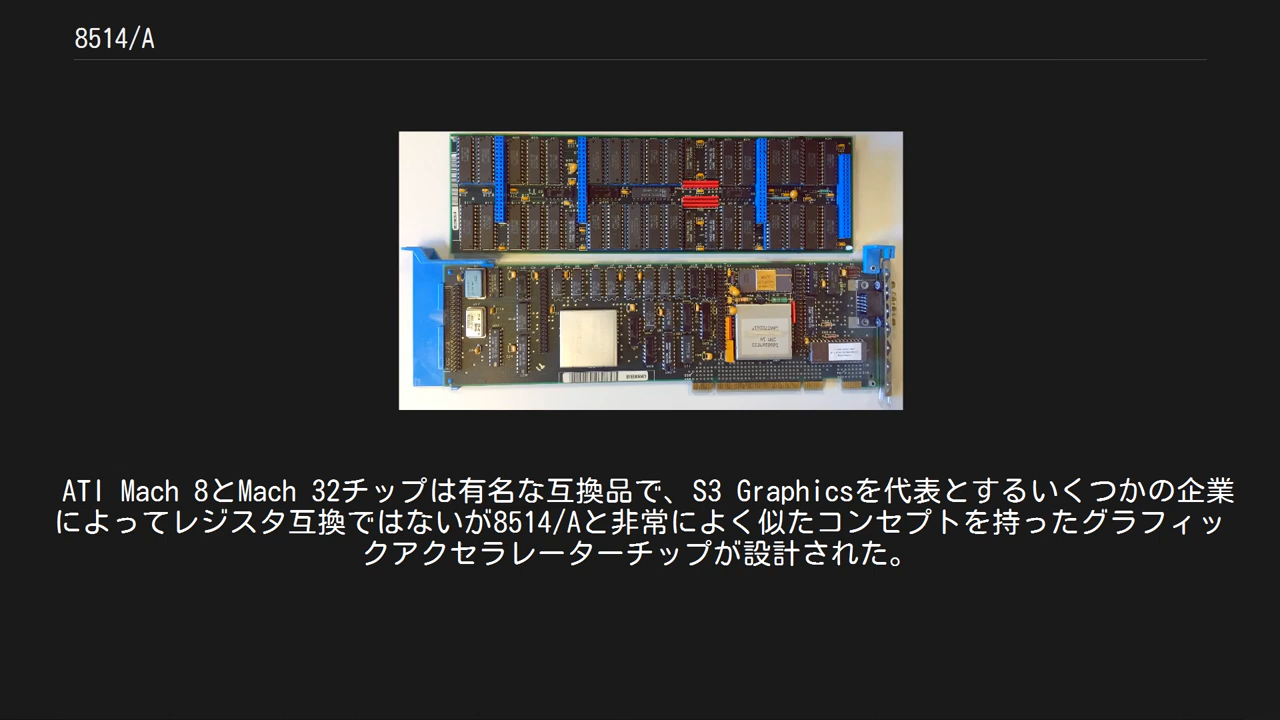 8514/A
ATI Mach 8とMach 32チップは有名な互換品で、S3 Graphicsを代表とするいくつかの企業
によってレジスタ互換ではないが8514/Aと非常によく似たコンセプトを持ったグラフィッ
クアクセラレーターチップが設計された。